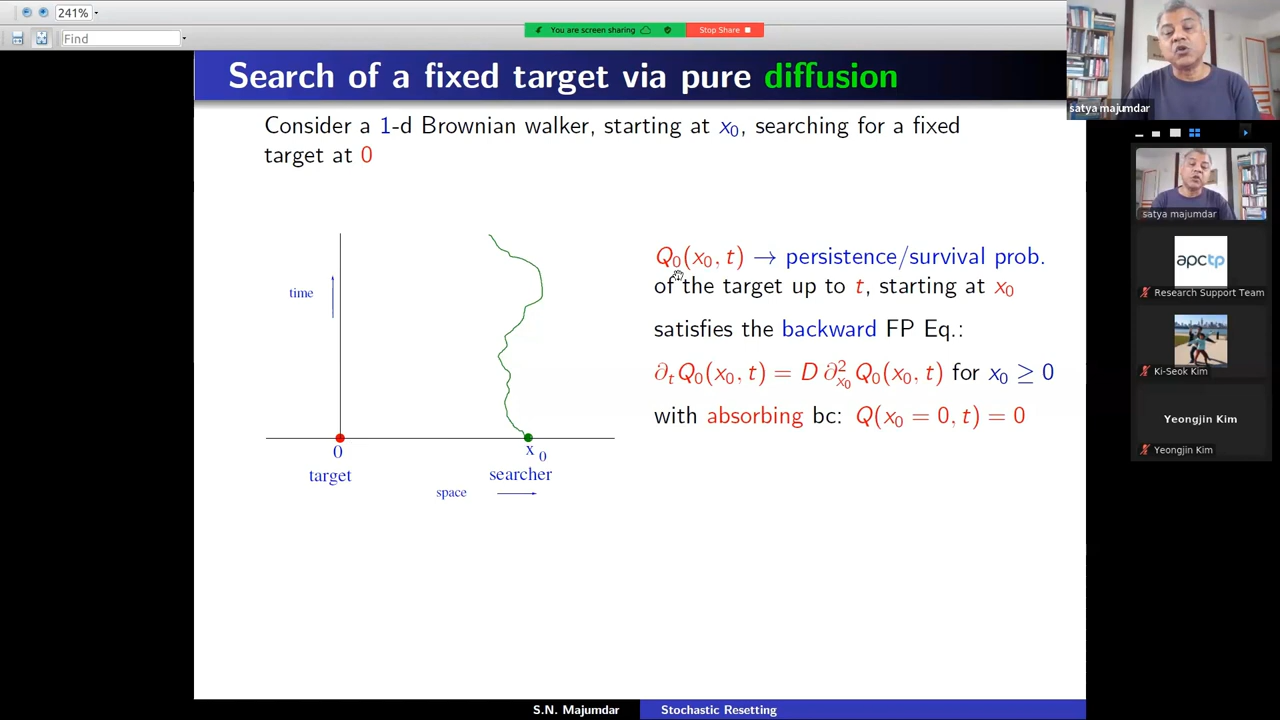 241%
Find
You are screen sharing
Stop Share
Search of a fixed target via pure diffusion
satya majumdar
Consider a 1-d Brownian walker, starting at x₀, searching for a fixed
target at 0
satya majumdar
Q₀(x₀, t) → persistence/survival prob.
of the target up to t, starting at x₀
apctp
Research Support Team
time
satisfies the backward FP Eq.:
∂ₜQ₀(x₀, t) = D ∂²ₓ₀ Q₀(x₀, t) for x₀ ≥ 0
Ki-Seok Kim
with absorbing bc: Q(x₀ = 0, t) = 0
Yeongjin Kim
Yeongjin Kim
0
x₀
target
searcher
space
S.N. Majumdar
Stochastic Resetting